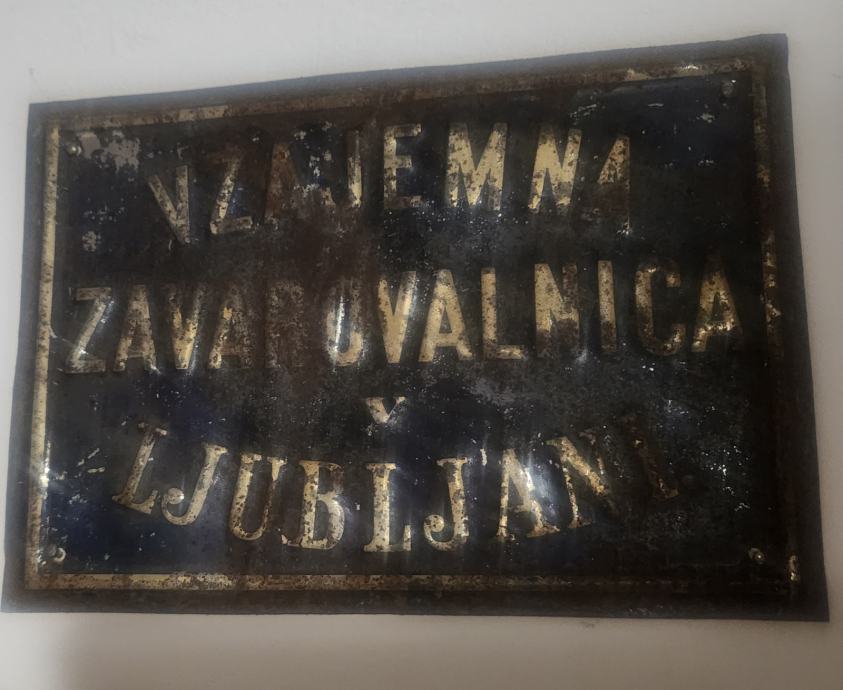 VZAJEMNA
ZAVAROVALNICA
V
LJUBLJANI.